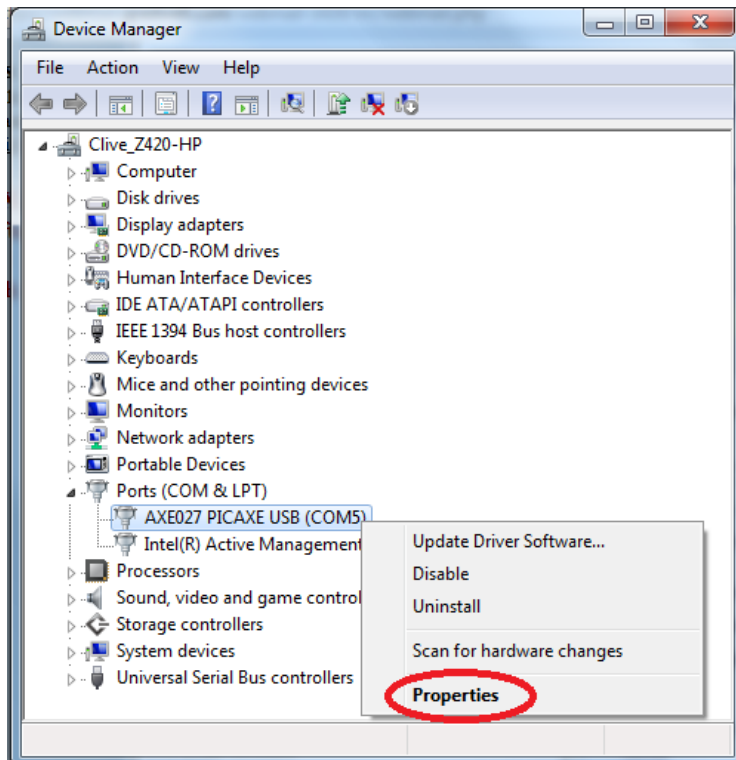 Device Manager
File Action View Help
Clive_Z420-HP
Computer
Disk drives
Display adapters
DVD/CD-ROM drives
Human Interface Devices
IDE ATA/ATAPI controllers
IEEE 1394 Bus host controllers
Keyboards
Mice and other pointing devices
Monitors
Network adapters
Portable Devices
Ports (COM & LPT)
AXE027 PICAXE USB (COM5)
Intel(R) Active Management
Processors
Sound, video and game control
Storage controllers
System devices
Universal Serial Bus controllers
Update Driver Software...
Disable
Uninstall
Scan for hardware changes
Properties